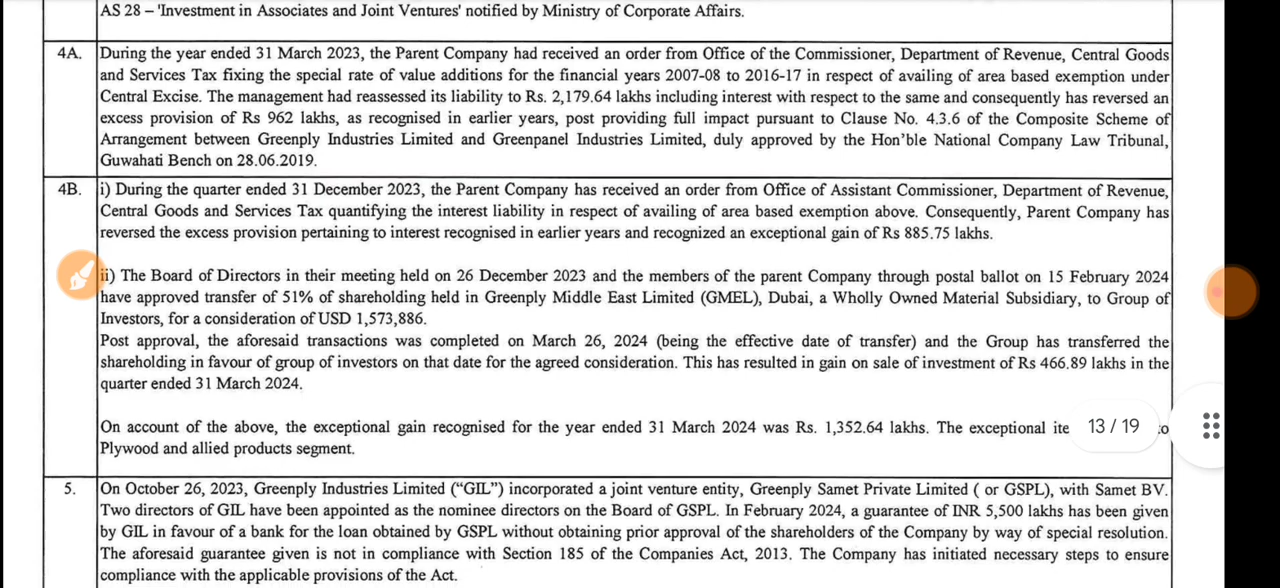 AS 28 – 'Investment in Associates and Joint Ventures' notified by Ministry of Corporate Affairs.
4A. During the year ended 31 March 2023, the Parent Company had received an order from Office of the Commissioner, Department of Revenue, Central Goods
and Services Tax fixing the special rate of value additions for the financial years 2007-08 to 2016-17 in respect of availing of area based exemption under
Central Excise. The management had reassessed its liability to Rs. 2,179.64 lakhs including interest with respect to the same and consequently has reversed an
excess provision of Rs 962 lakhs, as recognised in earlier years, post providing full impact pursuant to Clause No. 4.3.6 of the Composite Scheme of
Arrangement between Greenply Industries Limited and Greenpanel Industries Limited, duly approved by the Hon'ble National Company Law Tribunal,
Guwahati Bench on 28.06.2019.
4B. i) During the quarter ended 31 December 2023, the Parent Company has received an order from Office of Assistant Commissioner, Department of Revenue,
Central Goods and Services Tax quantifying the interest liability in respect of availing of area based exemption above. Consequently, Parent Company has
reversed the excess provision pertaining to interest recognised in earlier years and recognized an exceptional gain of Rs 885.75 lakhs.
ii) The Board of Directors in their meeting held on 26 December 2023 and the members of the parent Company through postal ballot on 15 February 2024
have approved transfer of 51% of shareholding held in Greenply Middle East Limited (GMEL), Dubai, a Wholly Owned Material Subsidiary, to Group of
Investors, for a consideration of USD 1,573,886.
Post approval, the aforesaid transactions was completed on March 26, 2024 (being the effective date of transfer) and the Group has transferred the
shareholding in favour of group of investors on that date for the agreed consideration. This has resulted in gain on sale of investment of Rs 466.89 lakhs in the
quarter ended 31 March 2024.
On account of the above, the exceptional gain recognised for the year ended 31 March 2024 was Rs. 1,352.64 lakhs. The exceptional ite 13 / 19 o
Plywood and allied products segment.
5. On October 26, 2023, Greenply Industries Limited ("GIL") incorporated a joint venture entity, Greenply Samet Private Limited ( or GSPL), with Samet BV.
Two directors of GIL have been appointed as the nominee directors on the Board of GSPL. In February 2024, a guarantee of INR 5,500 lakhs has been given
by GIL in favour of a bank for the loan obtained by GSPL without obtaining prior approval of the shareholders of the Company by way of special resolution.
The aforesaid guarantee given is not in compliance with Section 185 of the Companies Act, 2013. The Company has initiated necessary steps to ensure
compliance with the applicable provisions of the Act.